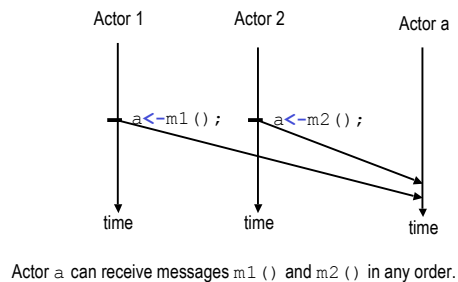 Actor 1 Actor 2 Actor a
a<-m1(); a<-m2();
time time time
Actor a can receive messages m1() and m2() in any order.